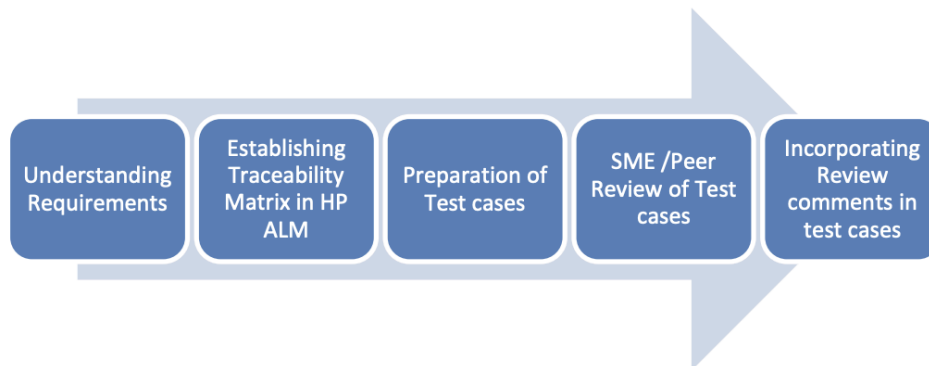 Understanding
Requirements
Establishing
Traceability
Matrix in HP
ALM
Preparation of
Test cases
SME /Peer
Review of Test
cases
Incorporating
Review
comments in
test cases